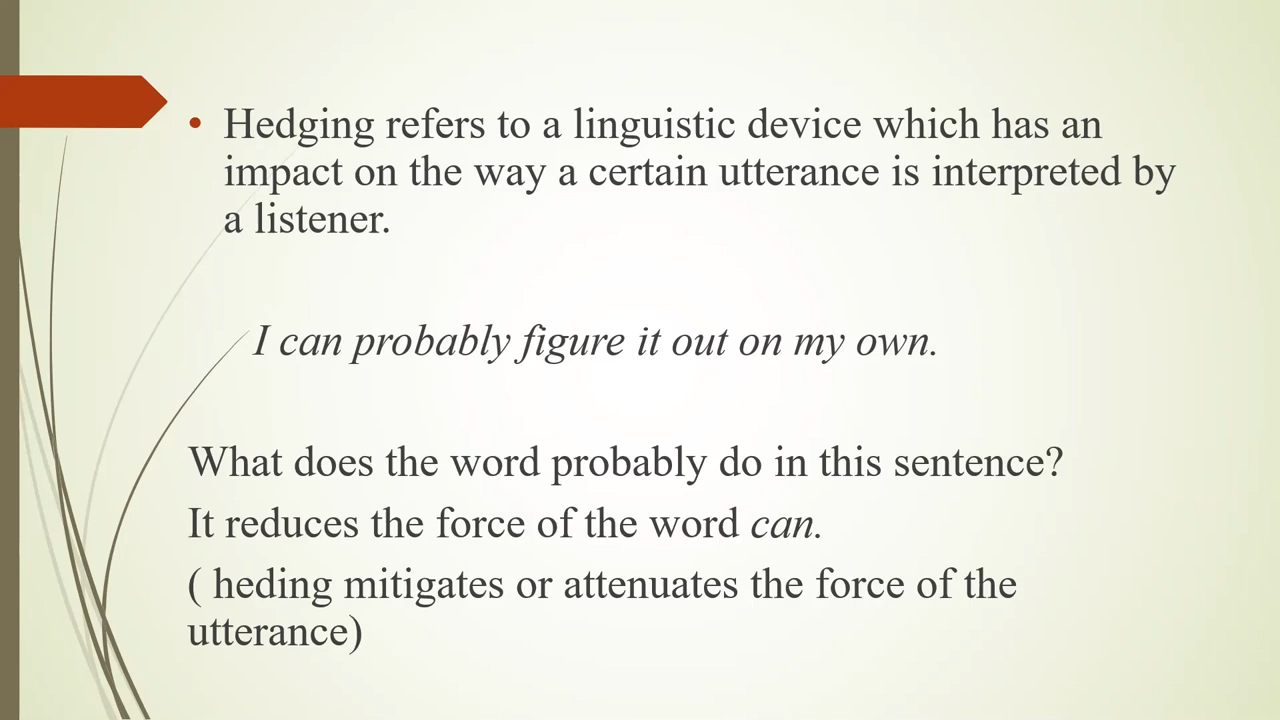 • Hedging refers to a linguistic device which has an
impact on the way a certain utterance is interpreted by
a listener.
I can probably figure it out on my own.
What does the word probably do in this sentence?
It reduces the force of the word can.
( heding mitigates or attenuates the force of the
utterance)